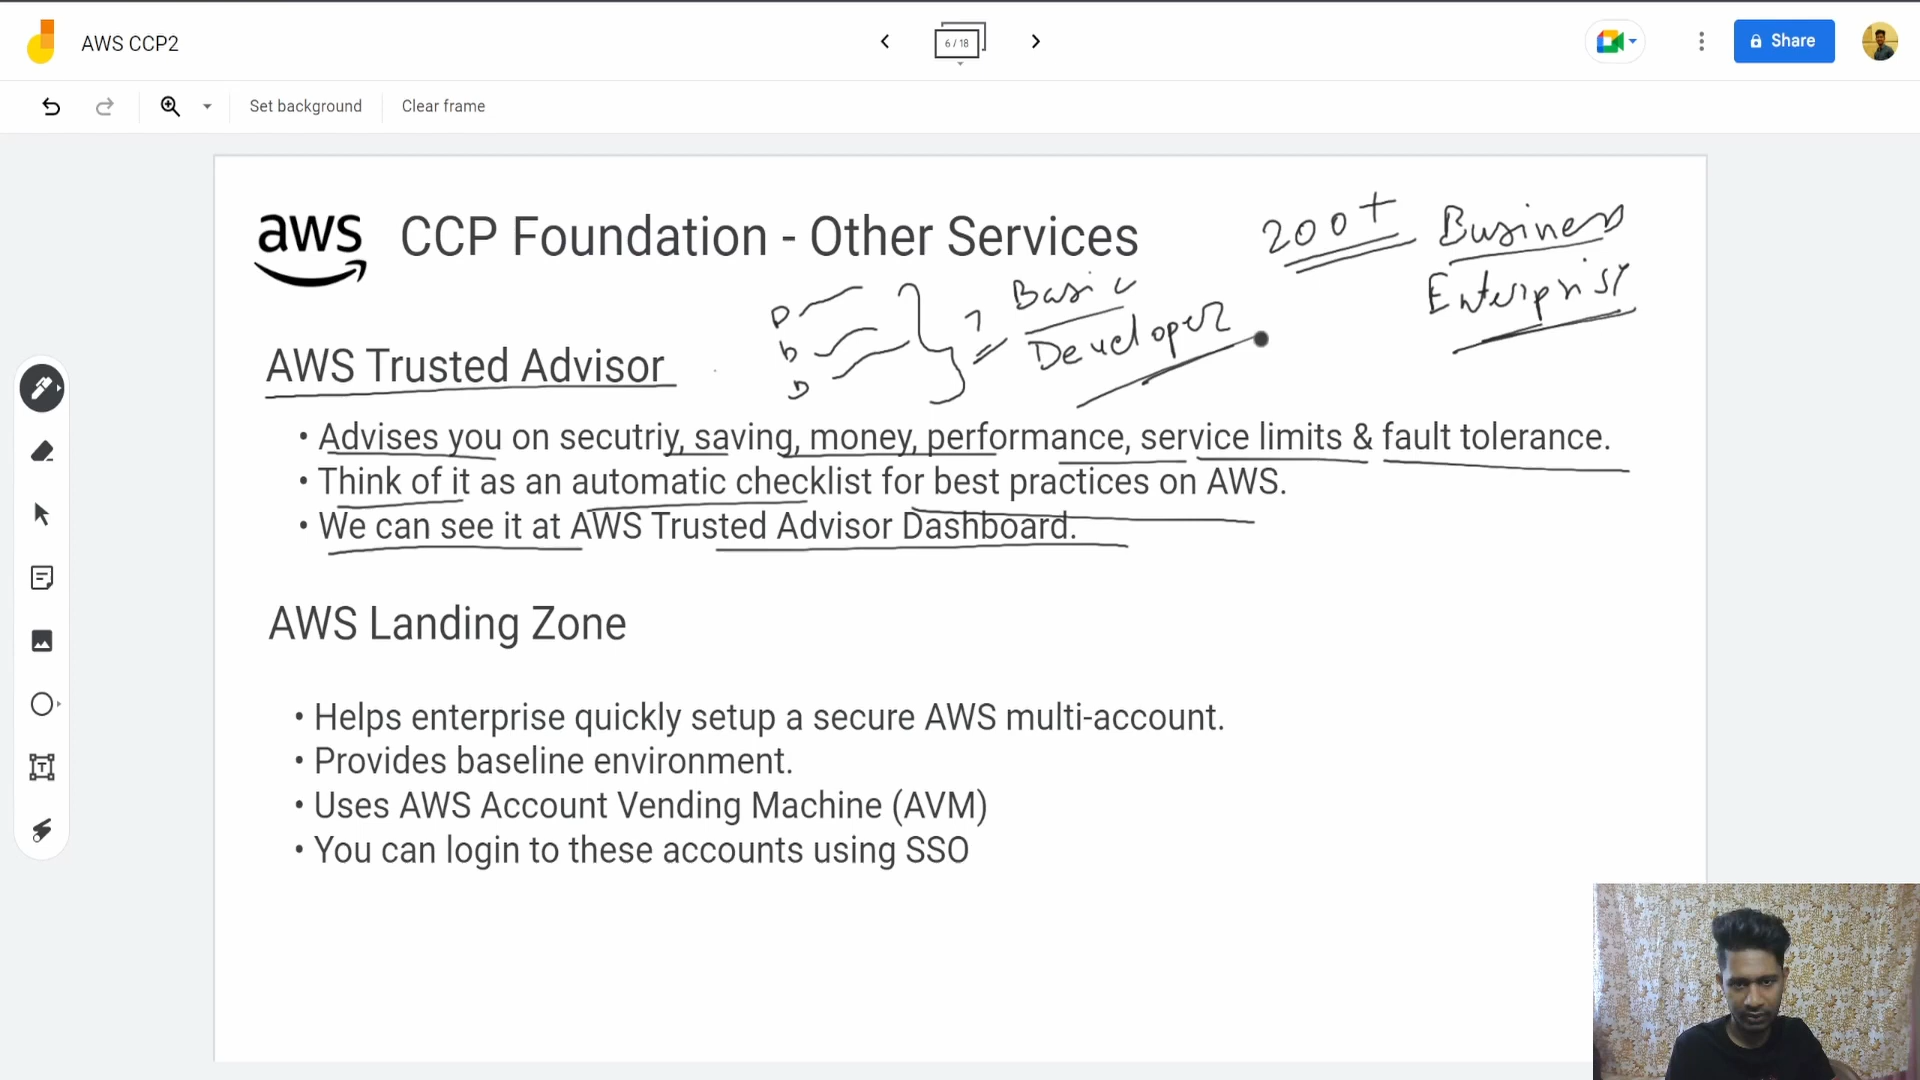 AWS CCP2
6 / 18
Share
Set background
Clear frame
aws
CCP Foundation - Other Services
200+ Business
Enterprise
7 Basic
Developer
AWS Trusted Advisor
• Advises you on secutriy, saving, money, performance, service limits & fault tolerance.
• Think of it as an automatic checklist for best practices on AWS.
• We can see it at AWS Trusted Advisor Dashboard.
AWS Landing Zone
• Helps enterprise quickly setup a secure AWS multi-account.
• Provides baseline environment.
• Uses AWS Account Vending Machine (AVM)
• You can login to these accounts using SSO